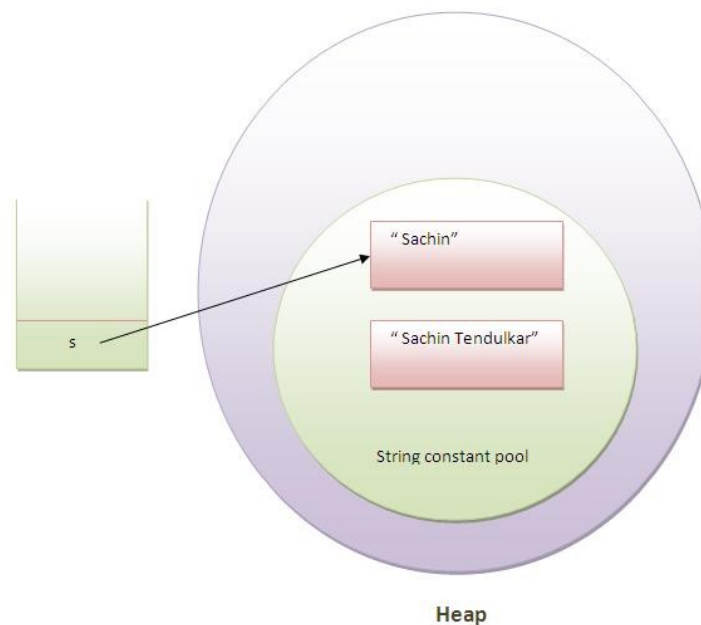 “ Sachin”
s
“ Sachin Tendulkar”
String constant pool
Heap